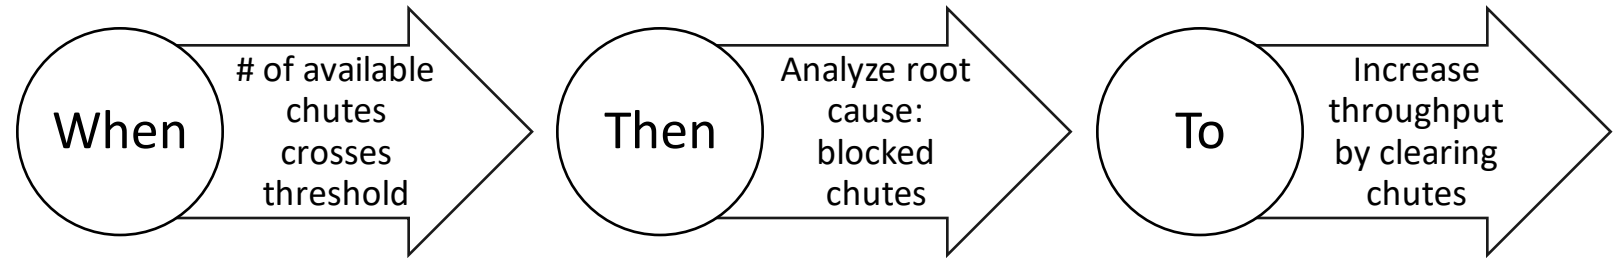 When
# of available
chutes
crosses
threshold
Then
Analyze root
cause:
blocked
chutes
To
Increase
throughput
by clearing
chutes